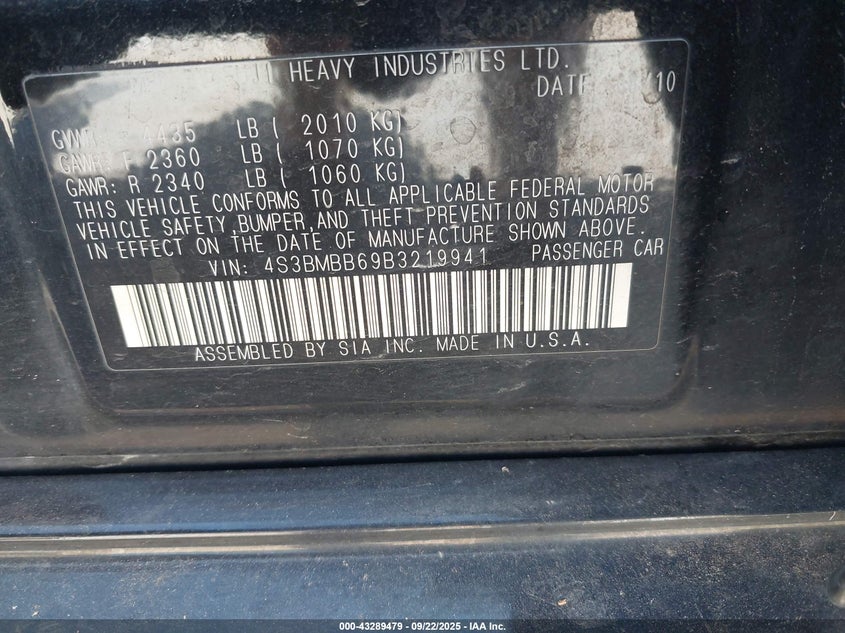 HEAVY INDUSTRIES LTD.
DATE /10
4435 LB ( 2010 KG)
GAWR: F 2360 LB ( 1070 KG)
GAWR: R 2340 LB ( 1060 KG)
THIS VEHICLE CONFORMS TO ALL APPLICABLE FEDERAL MOTOR
VEHICLE SAFETY,BUMPER,AND THEFT PREVENTION STANDARDS
IN EFFECT ON THE DATE OF MANUFACTURE SHOWN ABOVE.
VIN: 4S3BMBB69B3219941 PASSENGER CAR
ASSEMBLED BY SIA INC. MADE IN U.S.A.
000-43289479 - 09/22/2025 - IAA Inc.